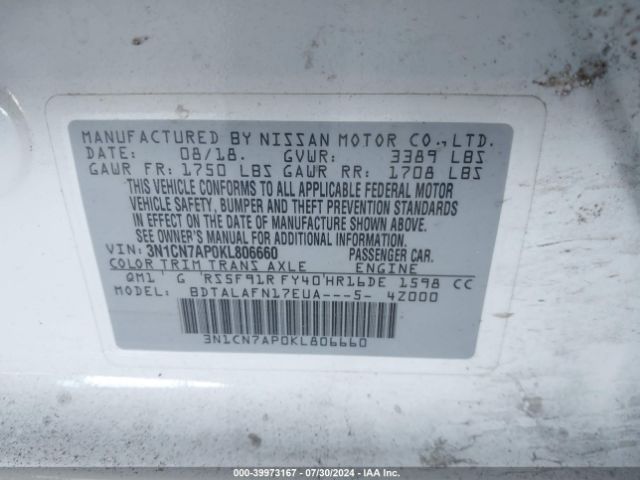 MANUFACTURED BY NISSAN MOTOR CO., LTD.
DATE: 08/18. GVWR: 3389 LBS
GAWR FR: 1750 LBS GAWR RR: 1708 LBS
THIS VEHICLE CONFORMS TO ALL APPLICABLE FEDERAL MOTOR
VEHICLE SAFETY, BUMPER AND THEFT PREVENTION STANDARDS
IN EFFECT ON THE DATE OF MANUFACTURE SHOWN ABOVE.
SEE OWNER'S MANUAL FOR ADDITIONAL INFORMATION
VIN: 3N1CN7AP0KL806660 PASSENGER CAR.
COLOR TRIM TRANS AXLE ENGINE
QM1 G RS5F91R FY40 HR16DE 1598 CC
MODEL: BDTALAFN17EUA---S- 4Z000
3N1CN7AP0KL806660
000-39973167 - 07/30/2024 - IAA Inc.